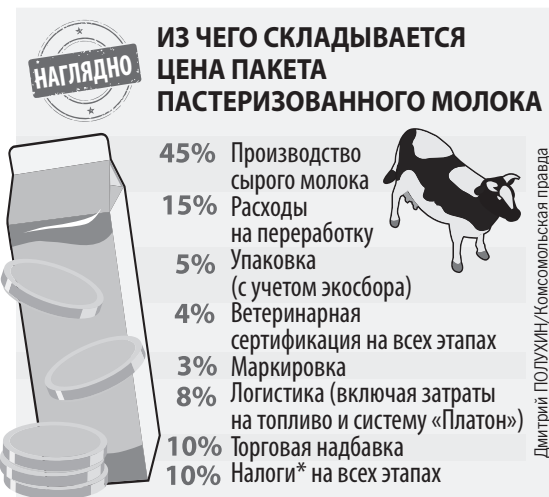 НАГЛЯДНО
ИЗ ЧЕГО СКЛАДЫВАЕТСЯ
ЦЕНА ПАКЕТА
ПАСТЕРИЗОВАННОГО МОЛОКА
45% Производство
сырого молока
15% Расходы
на переработку
5% Упаковка
(с учетом экосбора)
4% Ветеринарная
сертификация на всех этапах
3% Маркировка
8% Логистика (включая затраты
на топливо и систему «Платон»)
10% Торговая надбавка
10% Налоги* на всех этапах
Дмитрий ПОЛУХИН/Комсомольская правда